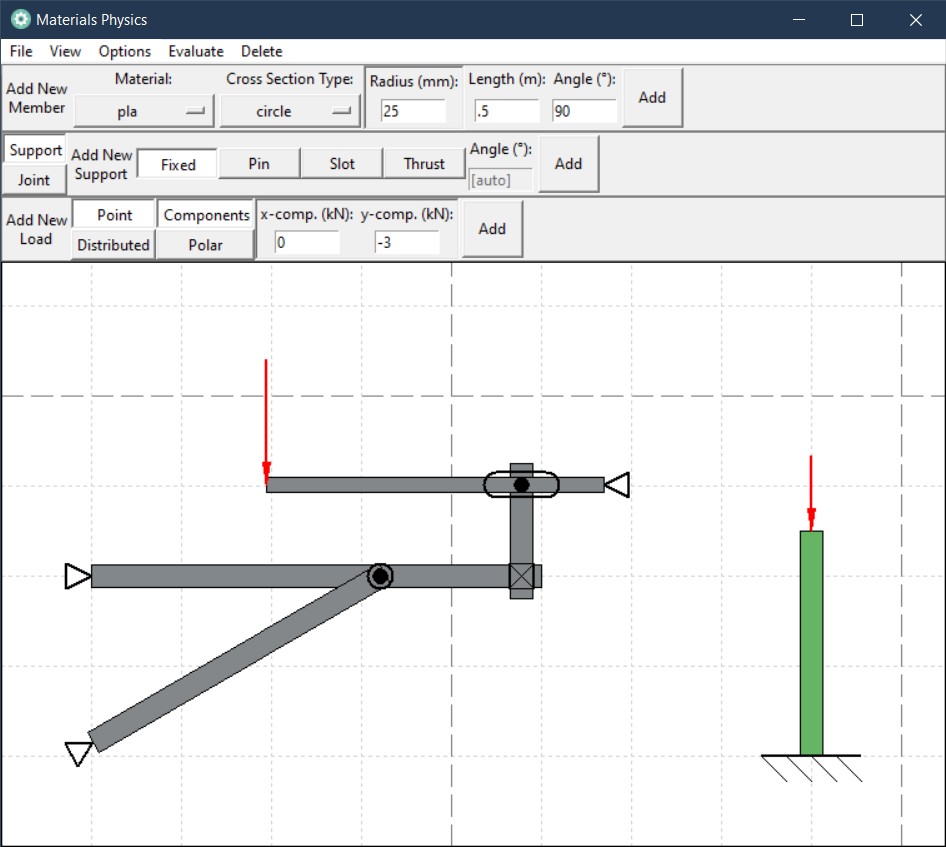 Materials Physics
File View Options Evaluate Delete
Add New Member
Material:
pla
Cross Section Type:
circle
Radius (mm):
25
Length (m):
.5
Angle (°):
90
Add
Support
Joint
Add New Support
Fixed
Pin
Slot
Thrust
Angle (°):
[auto]
Add
Add New Load
Point
Distributed
Components
Polar
x-comp. (kN):
0
y-comp. (kN):
-3
Add